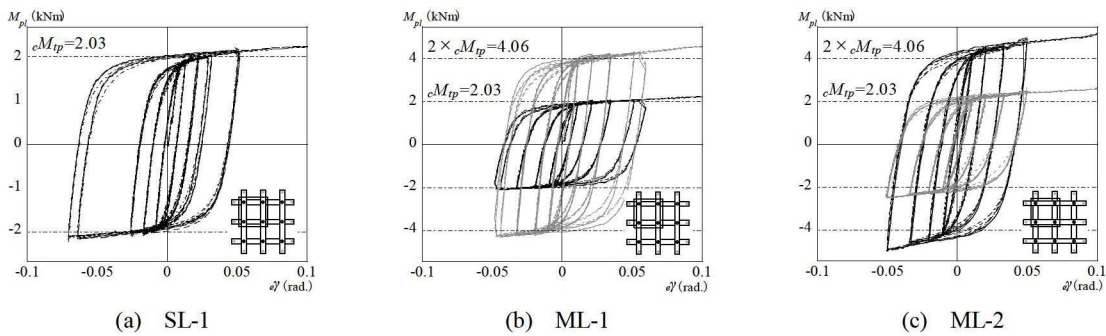 M_pl (kNm)
cM_tp=2.03
2
1
0
-1
-2
-0.1 -0.05 0 0.05 0.1
eγ (rad.)
(a) SL-1
M_pl (kNm)
2× cM_tp=4.06
4
cM_tp=2.03
2
0
-2
-4
-0.1 -0.05 0 0.05 0.1
eγ (rad.)
(b) ML-1
M_pl (kNm)
2× cM_tp=4.06
4
cM_tp=2.03
2
0
-2
-4
-0.1 -0.05 0 0.05 0.1
eγ (rad.)
(c) ML-2